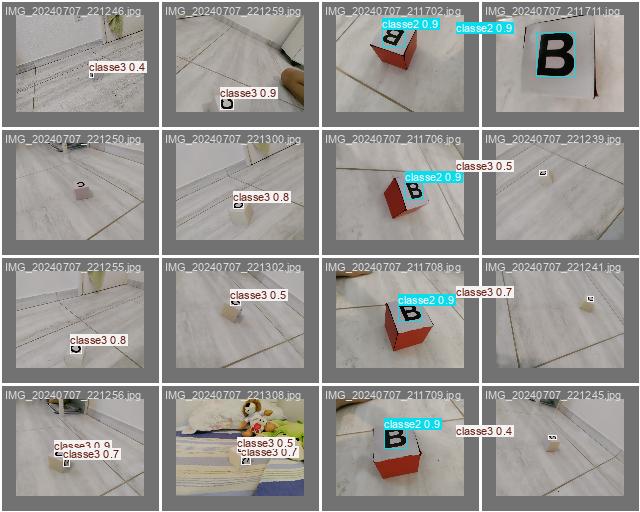 IMG_20240707_221246.jpg
classe3 0.4
IMG_20240707_221259.jpg
classe3 0.9
C
IMG_20240707_211702.jpg
classe2 0.9
B
IMG_20240707_211711.jpg
classe2 0.9
B
IMG_20240707_221250.jpg
C
IMG_20240707_221300.jpg
classe3 0.8
IMG_20240707_211706.jpg
classe2 0.9
B
IMG_20240707_221239.jpg
classe3 0.5
IMG_20240707_221255.jpg
classe3 0.8
C
IMG_20240707_221302.jpg
classe3 0.5
IMG_20240707_211708.jpg
classe2 0.9
B
IMG_20240707_221241.jpg
classe3 0.7
IMG_20240707_221256.jpg
classe3 0.9
classe3 0.7
IMG_20240707_221308.jpg
classe3 0.5
classe3 0.7
IMG_20240707_211709.jpg
classe2 0.9
B
IMG_20240707_221245.jpg
classe3 0.4